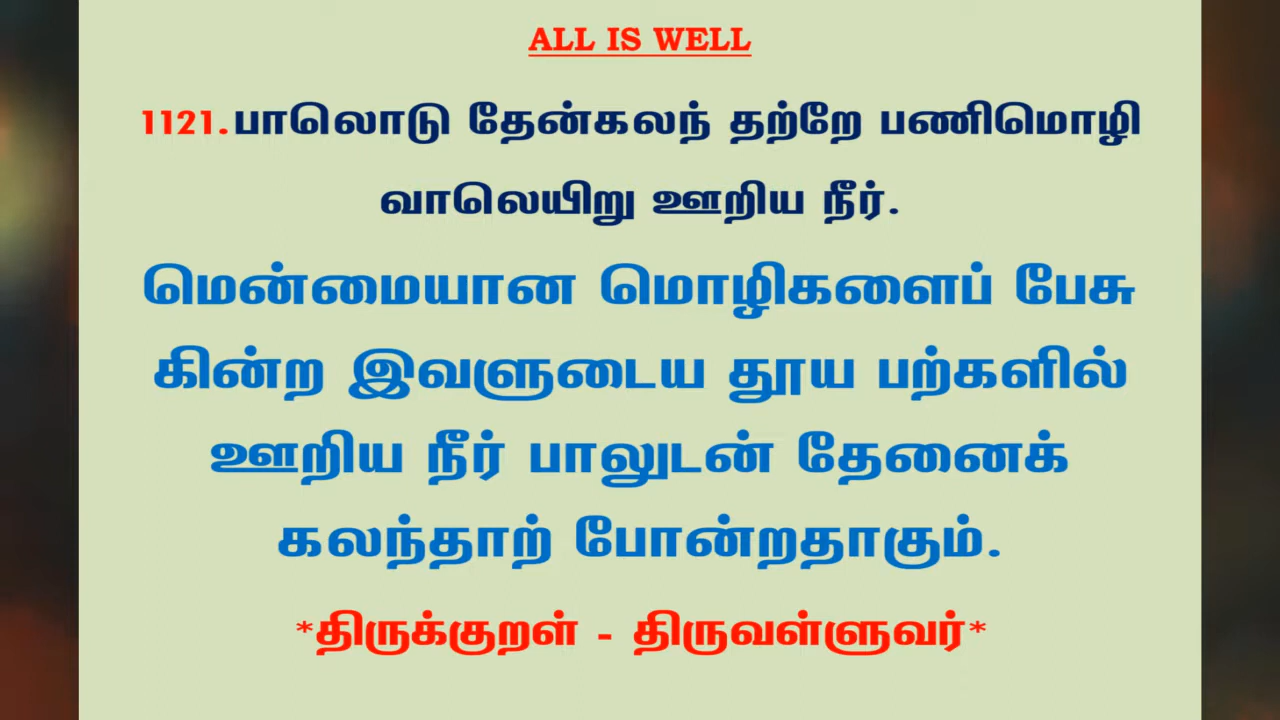 ALL IS WELL
1121.பாலொடு தேன்கலந் தற்றே பணிமொழி
வாலெயிறு ஊறிய நீர்.
மென்மையான மொழிகளைப் பேசு
கின்ற இவளுடைய தூய பற்களில்
ஊறிய நீர் பாலுடன் தேனைக்
கலந்தாற் போன்றதாகும்.
*திருக்குறள் - திருவள்ளுவர்*